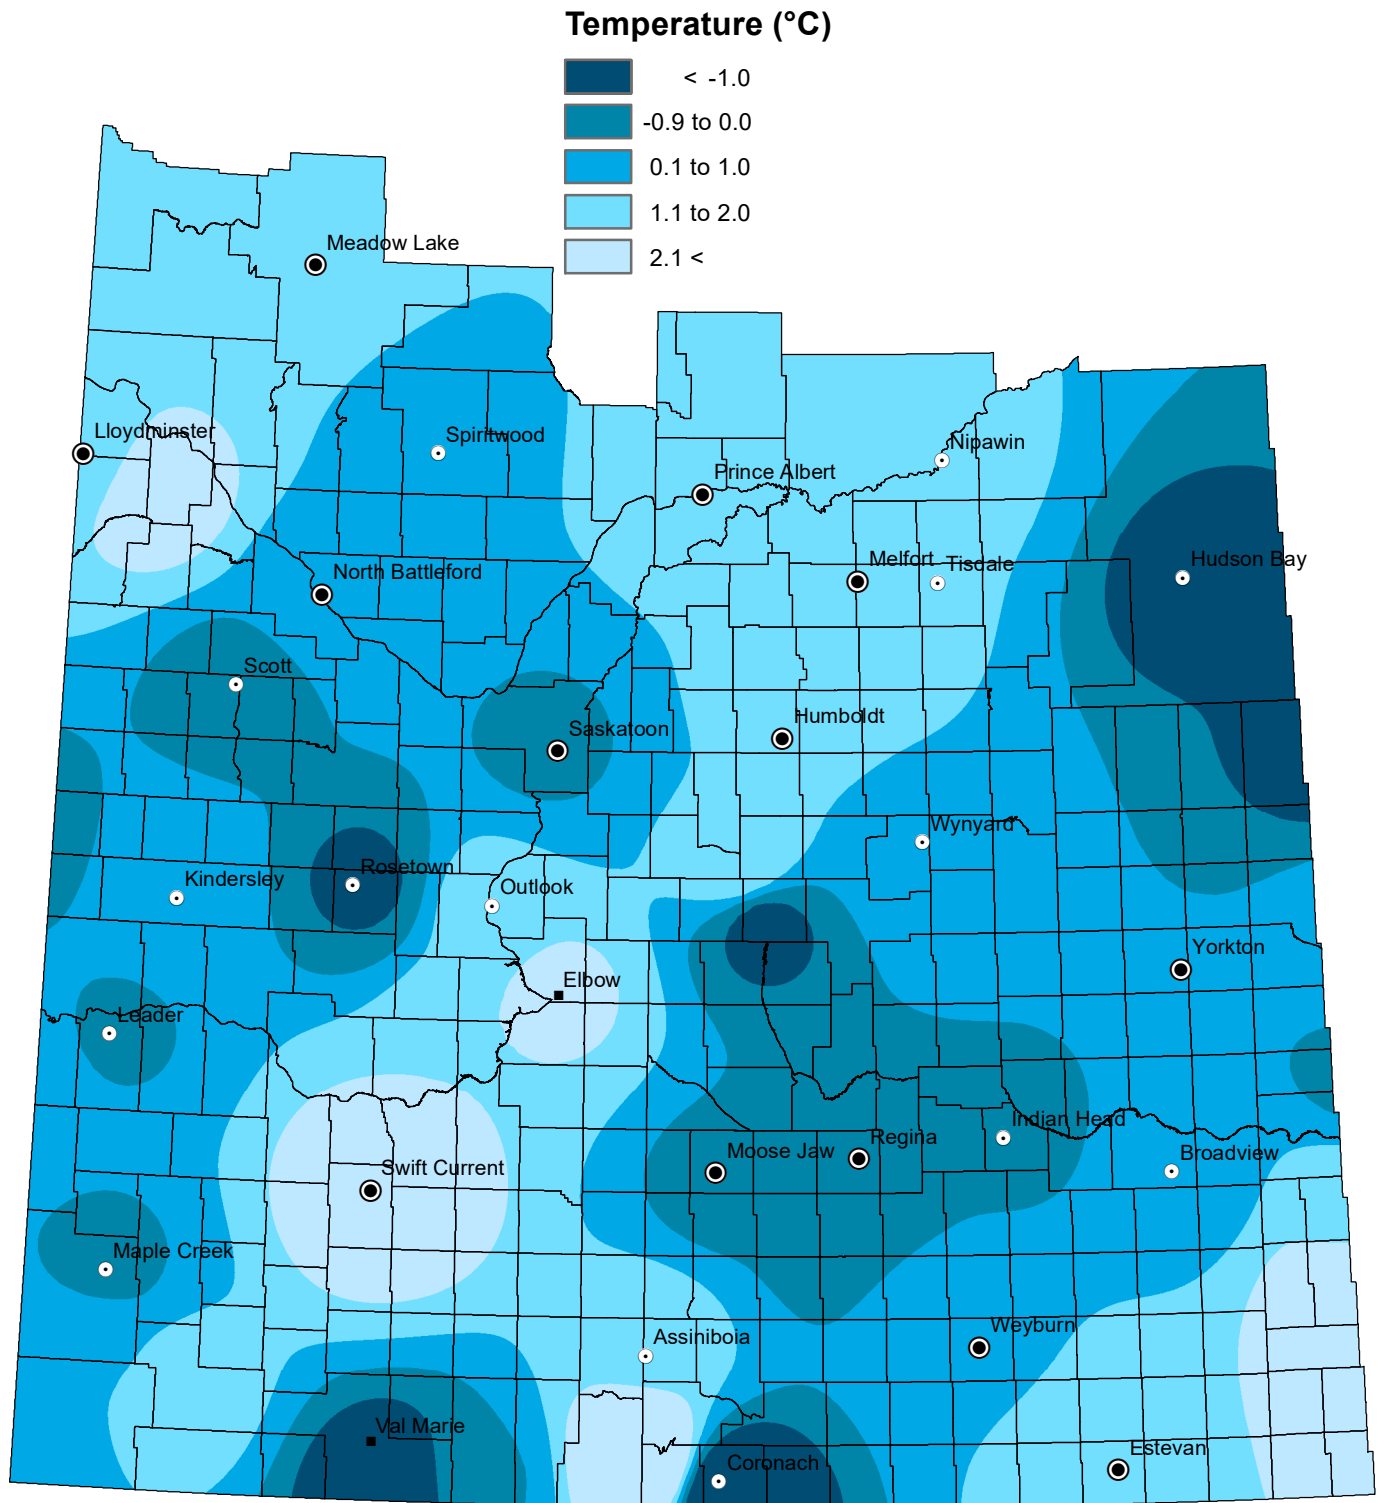 Temperature (°C)
< -1.0
-0.9 to 0.0
0.1 to 1.0
1.1 to 2.0
2.1 <
Meadow Lake
Lloydminster
Spiritwood
Nipawin
Prince Albert
Melfort
Tisdale
Hudson Bay
North Battleford
Scott
Saskatoon
Humboldt
Wynyard
Rosetown
Kindersley
Outlook
Yorkton
Elbow
Leader
Indian Head
Regina
Moose Jaw
Broadview
Swift Current
Maple Creek
Weyburn
Assiniboia
Val Marie
Estevan
Coronach